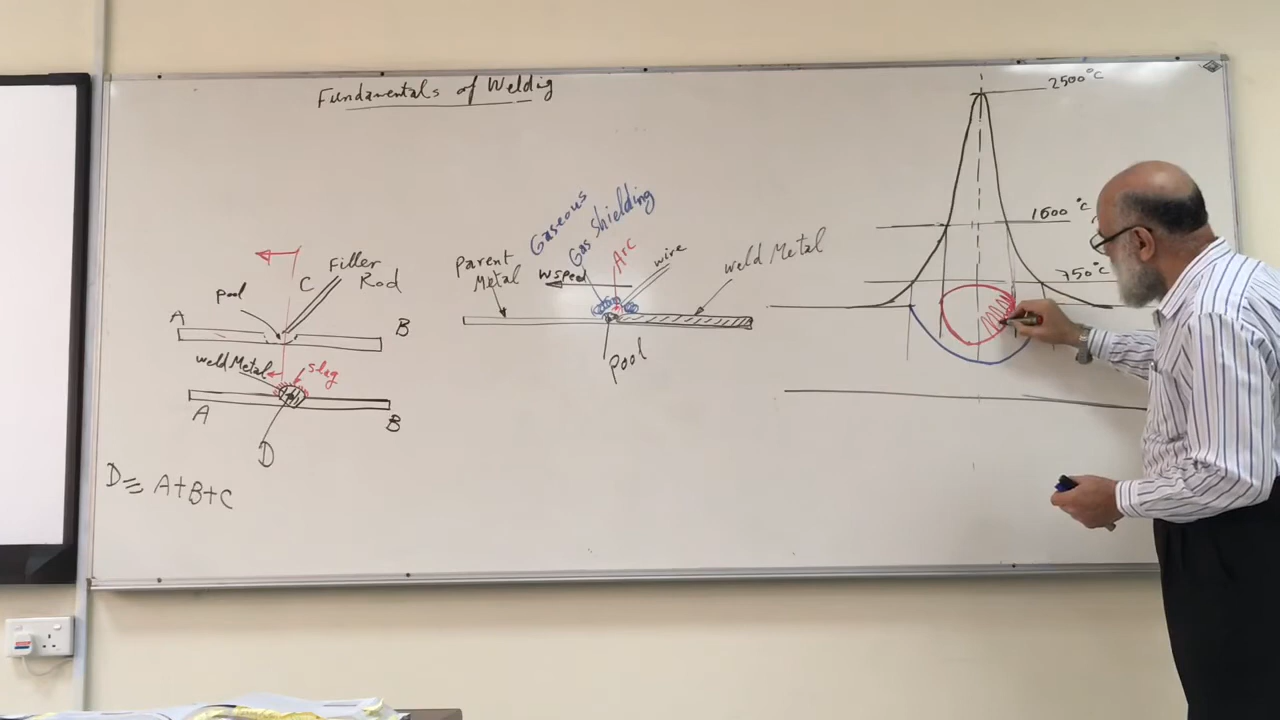 Fundamentals of Weldig
A
pool
C
Filler
Rod
B
weld Metal
slag
A
B
D
D ≡ A+B+C
Gaseous
Gas shielding
Arc
wire
Parent
Metal
W speed
weld Metal
pool
2500°C
1600°C
750°C